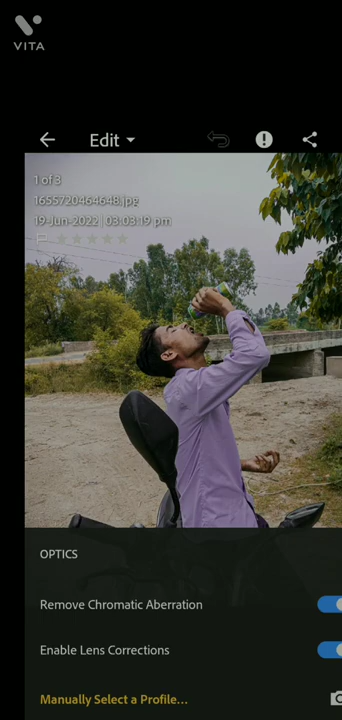 VITA
Edit
1 of 3
1655720464648.jpg
19-Jun-2022 | 03:03:19 pm
OPTICS
Remove Chromatic Aberration
Enable Lens Corrections
Manually Select a Profile...